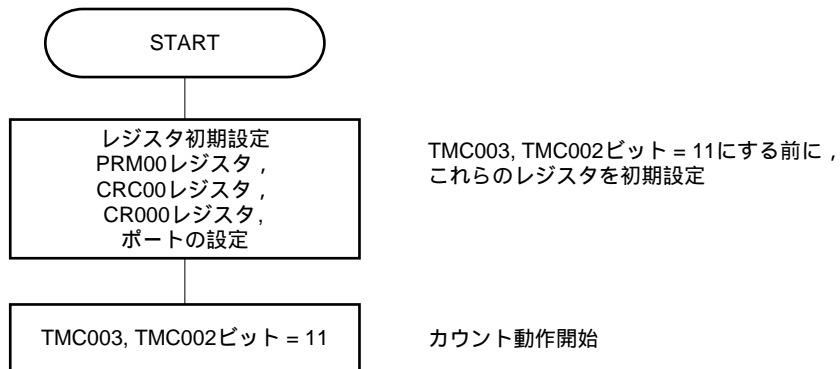 START
レジスタ初期設定
PRM00レジスタ，
CRC00レジスタ，
CR000レジスタ，
ポートの設定
TMC003, TMC002ビット = 11にする前に，
これらのレジスタを初期設定
TMC003, TMC002ビット = 11
カウント動作開始